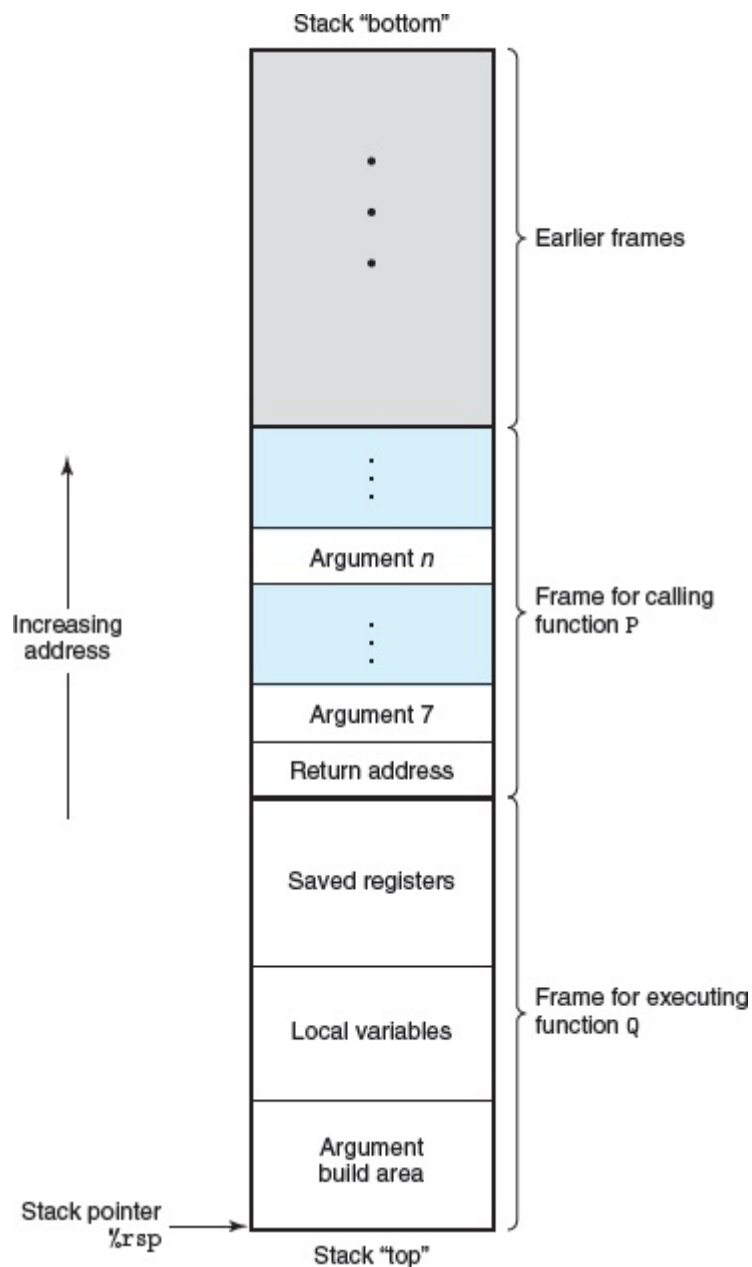 Stack “bottom”
Earlier frames
Argument n
Increasing
address
Frame for calling
function P
Argument 7
Return address
Saved registers
Local variables
Frame for executing
function Q
Argument
build area
Stack pointer
%rsp
Stack “top”